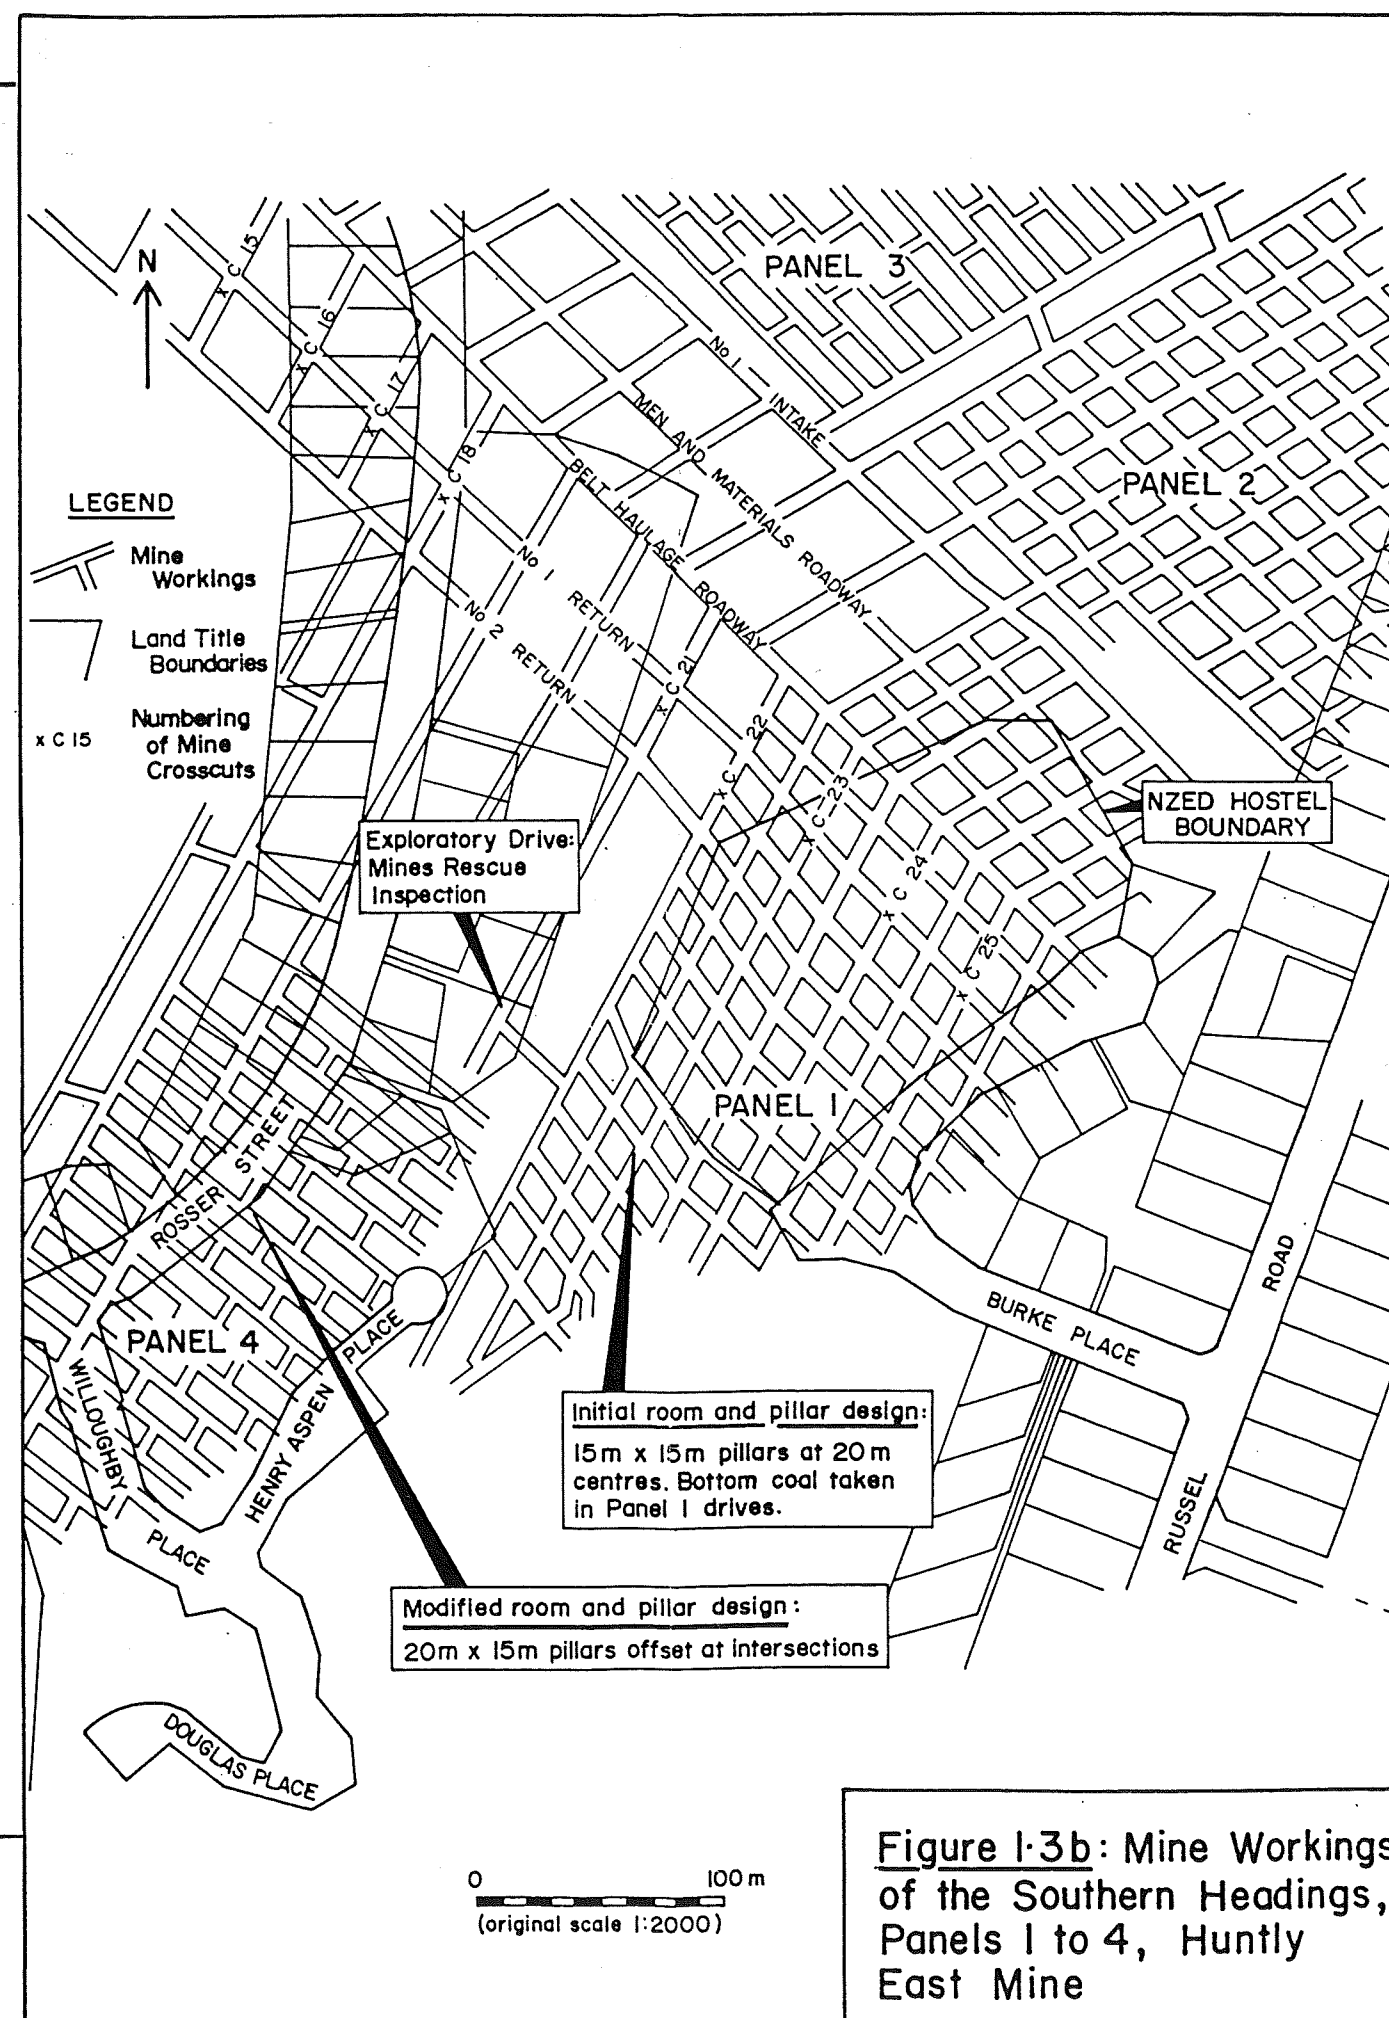 PANEL 3
N
x C 15
x C 16
x C 17
x C 18
No 1 INTAKE
MEN AND MATERIALS ROADWAY
BELT HAULAGE ROADWAY
PANEL 2
LEGEND
Mine
Workings
Land Title
Boundaries
x C 15
Numbering
of Mine
Crosscuts
No 1 RETURN
No 2 RETURN
x C 21
x C 22
x C 23
x C 24
x C 25
NZED HOSTEL
BOUNDARY
Exploratory Drive:
Mines Rescue
Inspection
PANEL 1
ROSSER STREET
PANEL 4
WILLOUGHBY
PLACE
HENRY ASPEN
PLACE
BURKE PLACE
RUSSEL
ROAD
Initial room and pillar design:
15m x 15m pillars at 20m
centres. Bottom coal taken
in Panel 1 drives.
Modified room and pillar design:
20m x 15m pillars offset at intersections
DOUGLAS PLACE
0 100 m
(original scale 1:2000)
Figure 1·3b: Mine Workings
of the Southern Headings,
Panels 1 to 4, Huntly
East Mine